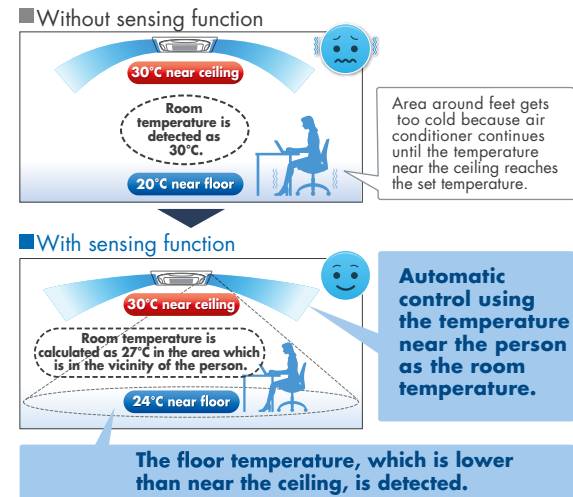 Without sensing function
30°C near ceiling
Room
temperature is
detected as
30°C.
20°C near floor
Area around feet gets
too cold because air
conditioner continues
until the temperature
near the ceiling reaches
the set temperature.
With sensing function
30°C near ceiling
Room temperature is
calculated as 27°C in the area which
is in the vicinity of the person.
24°C near floor
Automatic
control using
the temperature
near the person
as the room
temperature.
The floor temperature, which is lower
than near the ceiling, is detected.